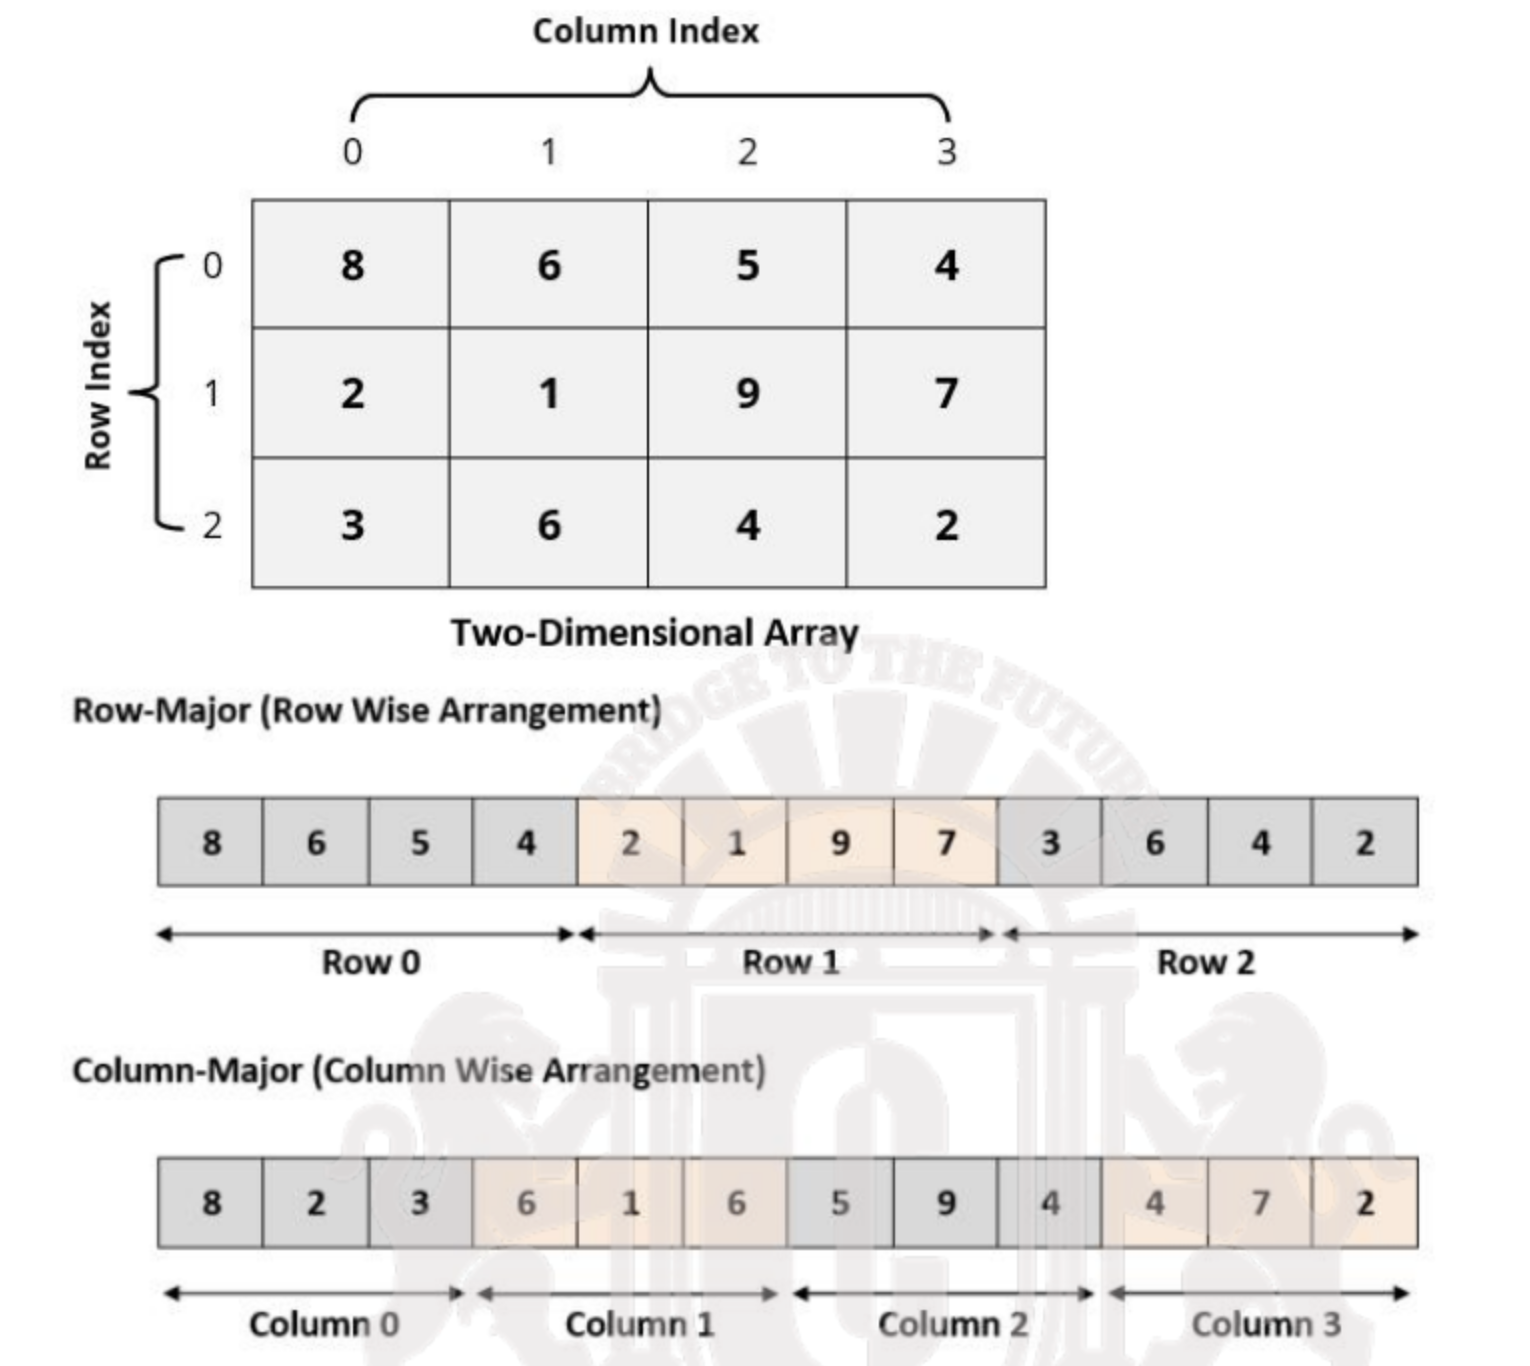 Column Index
0 1 2 3
Row Index
0 8 6 5 4
1 2 1 9 7
2 3 6 4 2
Two-Dimensional Array
BRIDGE TO THE FUTURE
Row-Major (Row Wise Arrangement)
8 6 5 4 2 1 9 7 3 6 4 2
Row 0 Row 1 Row 2
Column-Major (Column Wise Arrangement)
8 2 3 6 1 6 5 9 4 4 7 2
Column 0 Column 1 Column 2 Column 3